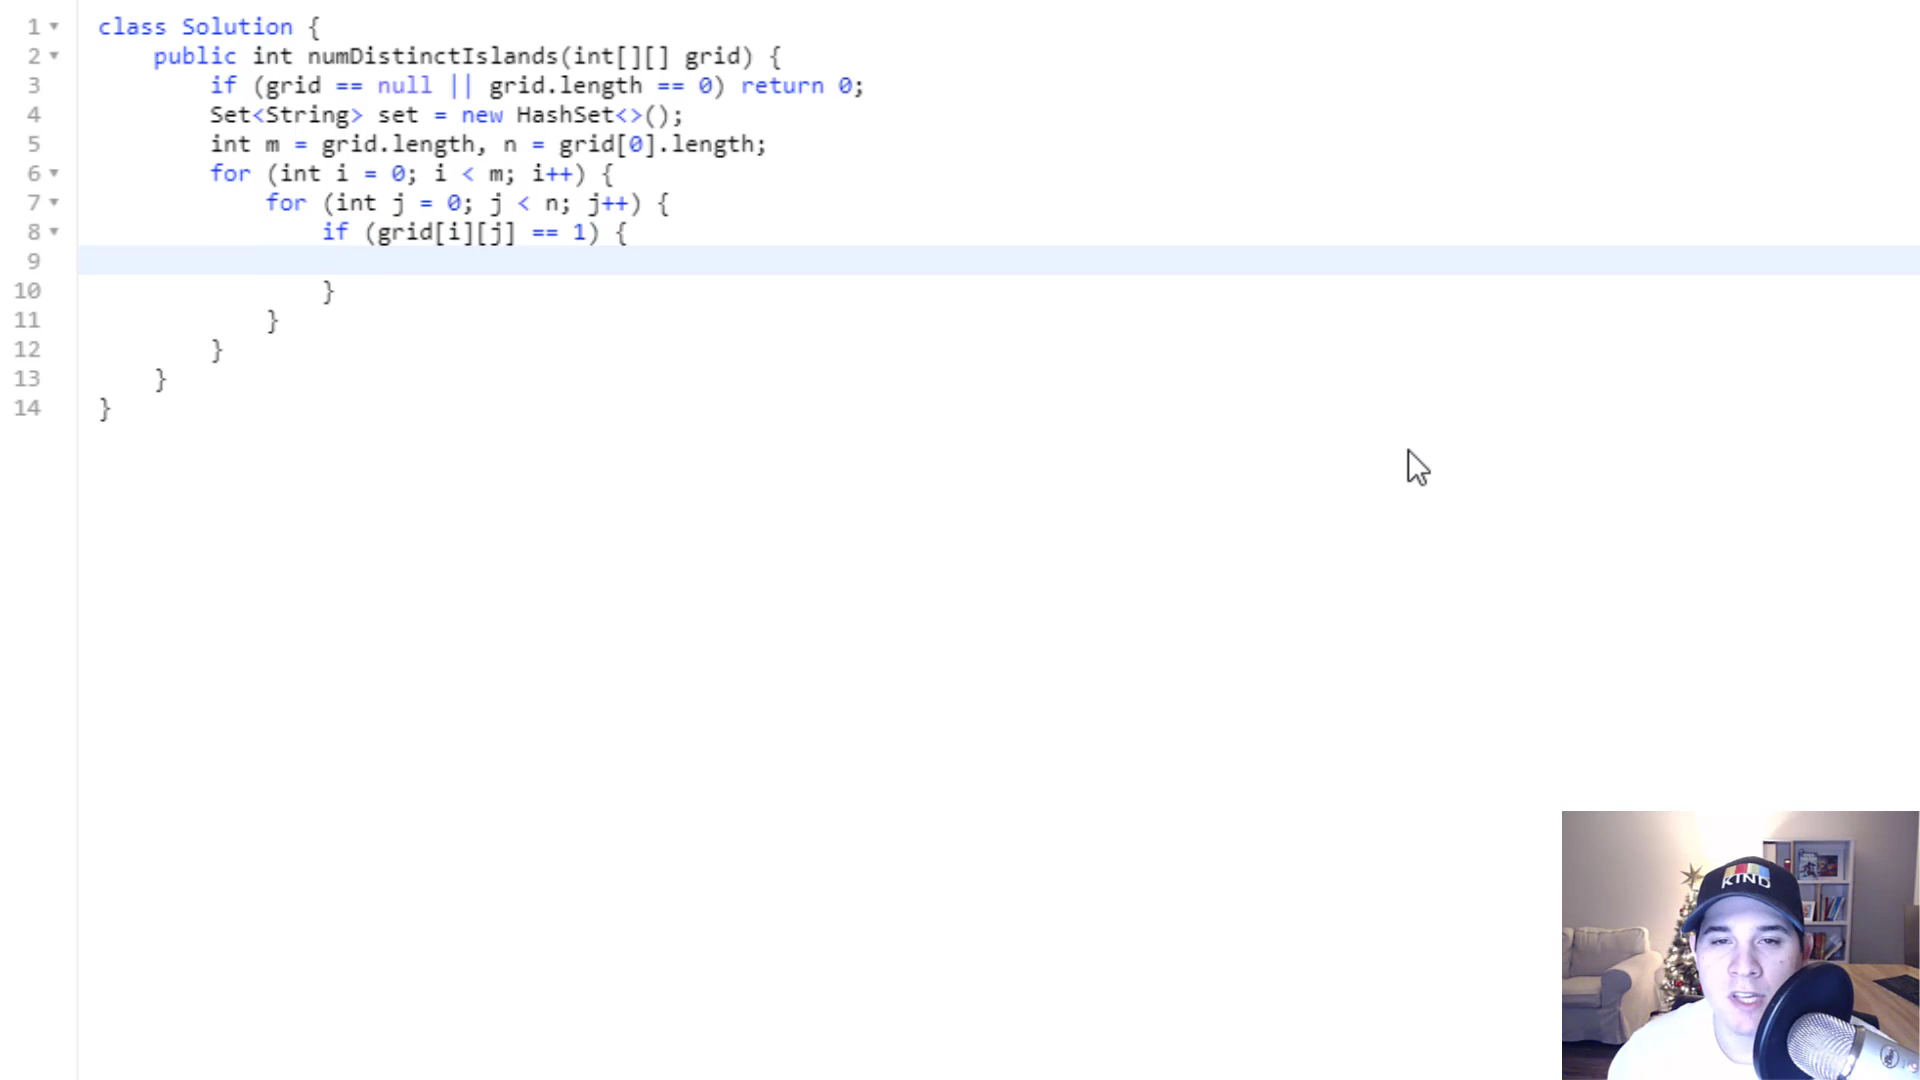 1 class Solution {
2 public int numDistinctIslands(int[][] grid) {
3 if (grid == null || grid.length == 0) return 0;
4 Set<String> set = new HashSet<>();
5 int m = grid.length, n = grid[0].length;
6 for (int i = 0; i < m; i++) {
7 for (int j = 0; j < n; j++) {
8 if (grid[i][j] == 1) {
9
10 }
11 }
12 }
13 }
14 }
KIND